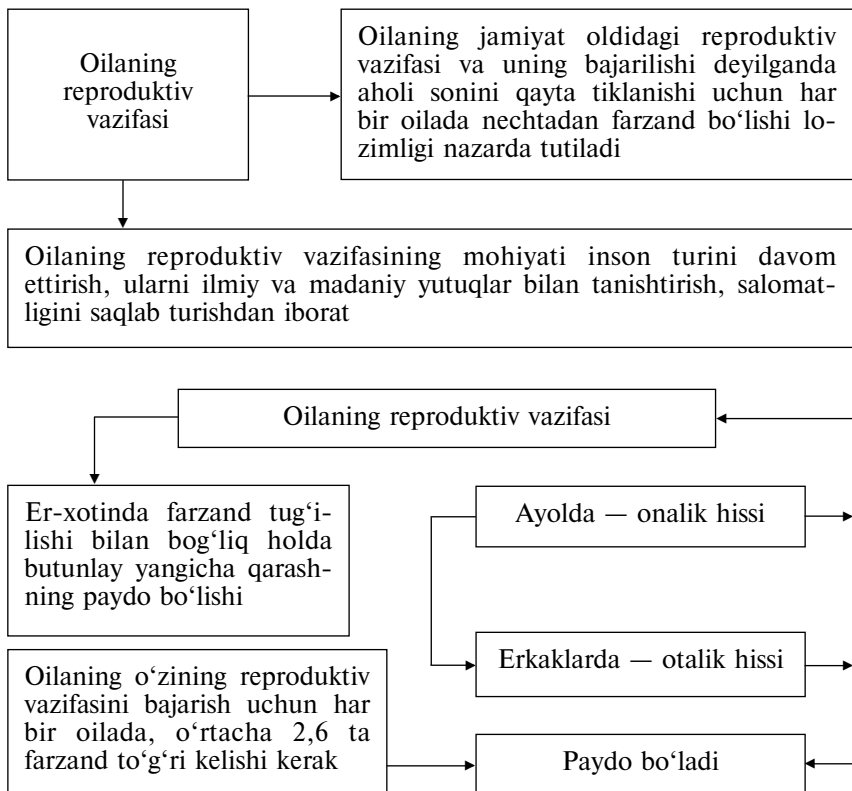 Oilaning
reproduktiv
vazifasi
Oilaning jamiyat oldidagi reproduktiv
vazifasi va uning bajarilishi deyilganda
aholi sonini qayta tiklanishi uchun har
bir oilada nechtadan farzand bo‘lishi lo-
zimligi nazarda tutiladi
Oilaning reproduktiv vazifasining mohiyati inson turini davom
ettirish, ularni ilmiy va madaniy yutuqlar bilan tanishtirish, salomat-
ligini saqlab turishdan iborat
Oilaning reproduktiv vazifasi
Er-xotinda farzand tug‘i-
lishi bilan bog‘liq holda
butunlay yangicha qarash-
ning paydo bo‘lishi
Ayolda — onalik hissi
Erkaklarda — otalik hissi
Oilaning o‘zining reproduktiv
vazifasini bajarish uchun har
bir oilada, o‘rtacha 2,6 ta
farzand to‘g‘ri kelishi kerak
Paydo bo‘ladi